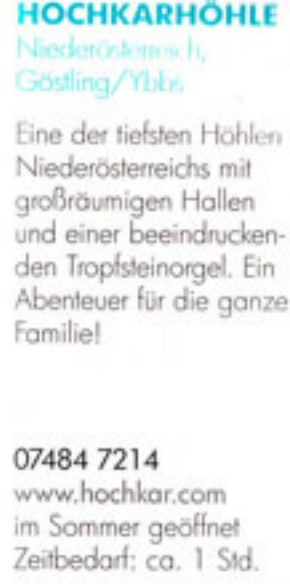 HOCHKARHÖHLE
Niederösterreich,
Göstling/Ybbs
Eine der tiefsten Höhlen
Niederösterreichs mit
großräumigen Hallen
und einer beeindrucken-
den Tropfsteinorgel. Ein
Abenteuer für die ganze
Familie!
07484 7214
www.hochkar.com
im Sommer geöffnet
Zeitbedarf: ca. 1 Std.